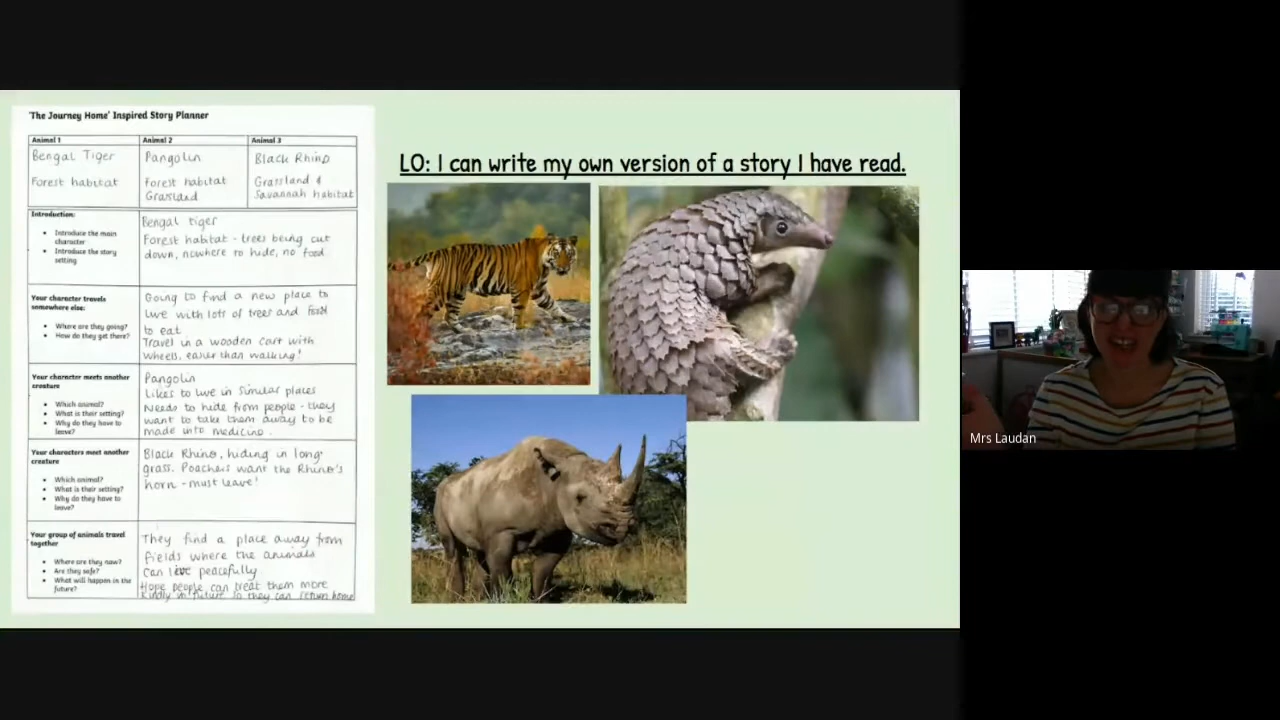 'The Journey Home' Inspired Story Planner
Animal 1
Animal 2
Animal 3
Bengal Tiger
Forest habitat
Pangolin
Forest habitat
Grassland
Black Rhino
Grassland &
Savannah habitat
Introduction:
• Introduce the main
character
• Introduce the story
setting
Bengal tiger
Forest habitat - trees being cut
down, nowhere to hide, no food
Your character travels
somewhere else:
• Where are they going?
• How do they get there?
Going to find a new place to
live with lots of trees and food
to eat.
Travel in a wooden cart with
wheels, easier than walking!
Your character meets another
creature
• Which animal?
• What is their setting?
• Why do they have to
leave?
Pangolin
Likes to live in similar places
Needs to hide from people - they
want to take them away to be
made into medicine.
Your characters meet another
creature
• Which animal?
• What is their setting?
• Why do they have to
leave?
Black Rhino, hiding in long
grass. Poachers want the Rhino's
horn - must leave!
Your group of animals travel
together
• Where are they now?
• Are they safe?
• What will happen in the
future?
They find a place away from
fields where the animals
can live peacefully.
Hope people can treat them more
kindly in future so they can return home
LO: I can write my own version of a story I have read.
Mrs Laudan